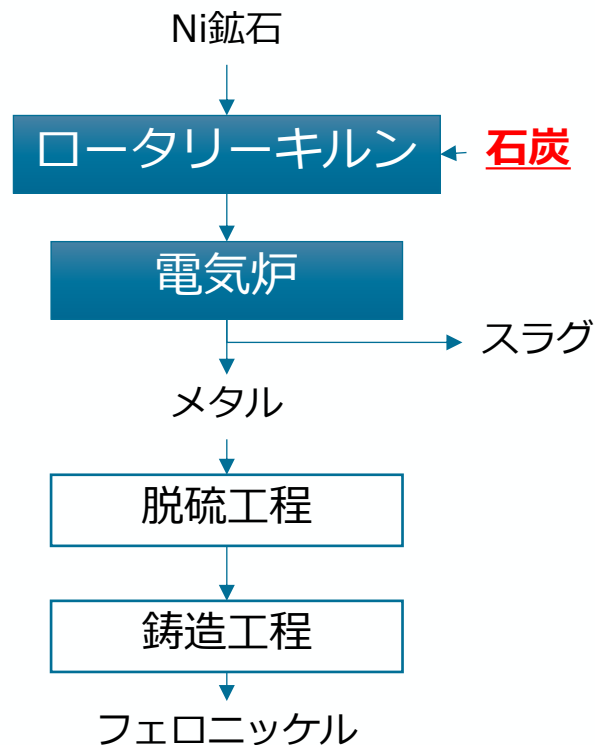 Ni鉱石
ロータリーキルン
石炭
電気炉
スラグ
メタル
脱硫工程
鋳造工程
フェロニッケル